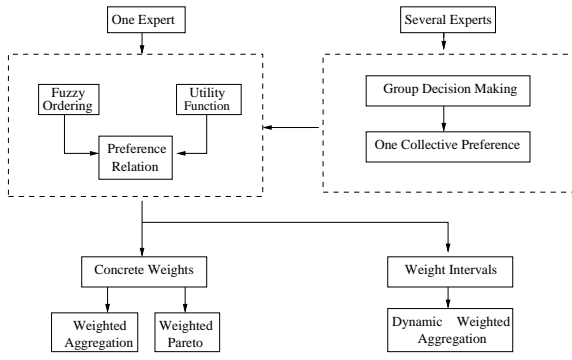 One Expert
Several Experts
Fuzzy
Ordering
Utility
Function
Preference
Relation
Group Decision Making
One Collective Preference
Concrete Weights
Weight Intervals
Weighted
Aggregation
Weighted
Pareto
Dynamic Weighted
Aggregation